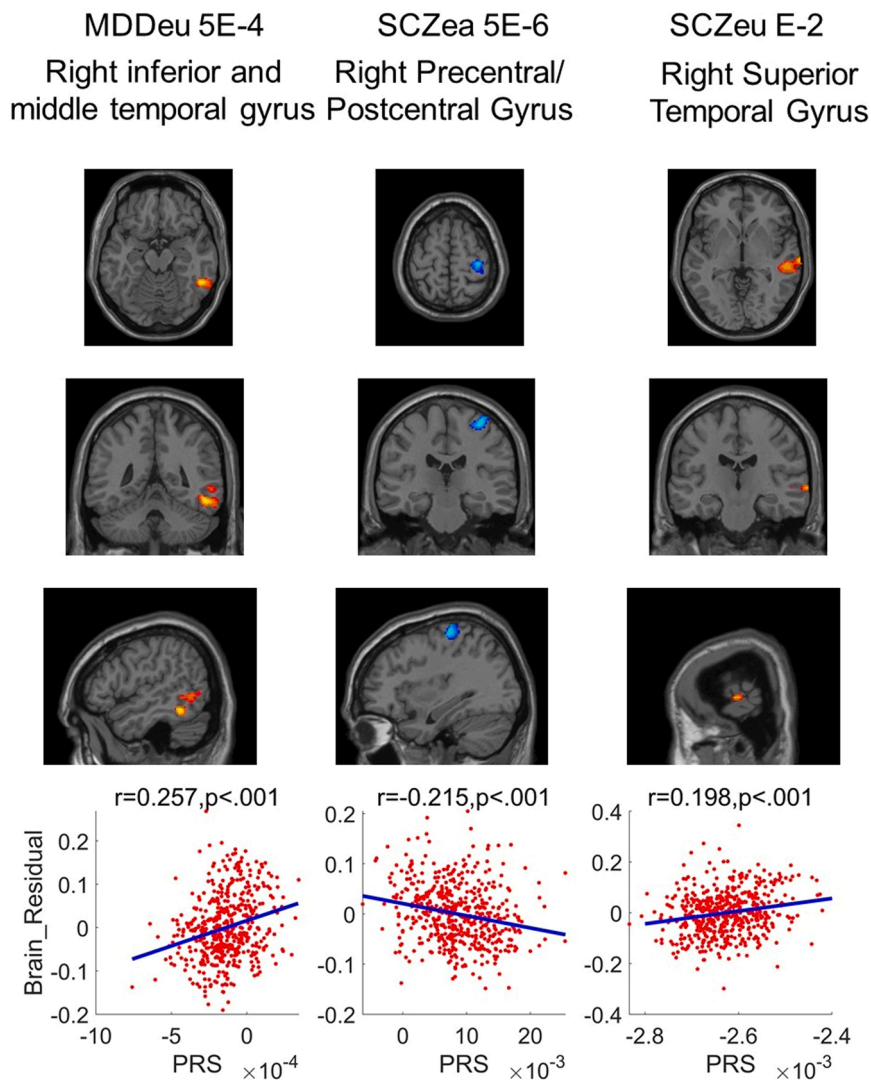 MDDeu 5E-4 SCZea 5E-6 SCZeu E-2
Right inferior and middle temporal gyrus
Right Precentral/ Postcentral Gyrus
Right Superior Temporal Gyrus
r=0.257,p<.001 r=-0.215,p<.001 r=0.198,p<.001
Brain_Residual
0.2
0.1
0
-0.1
-0.2
-10 -5 0
PRS ×10-4
0.2
0.1
0
-0.1
0.2
0 10 20
PRS ×10-3
0.4
0.2
0
-0.2
-0.4
-2.8 -2.6 -2.4
PRS ×10-3